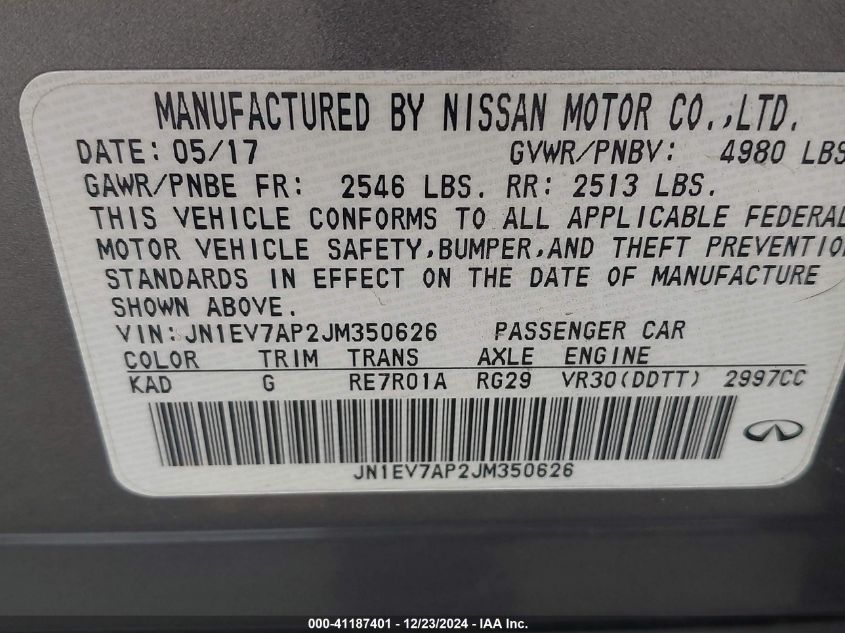 MANUFACTURED BY NISSAN MOTOR CO.,LTD.
DATE: 05/17 GVWR/PNBV: 4980 LBS
GAWR/PNBE FR: 2546 LBS. RR: 2513 LBS.
THIS VEHICLE CONFORMS TO ALL APPLICABLE FEDERAL
MOTOR VEHICLE SAFETY,BUMPER,AND THEFT PREVENTIO
STANDARDS IN EFFECT ON THE DATE OF MANUFACTURE
SHOWN ABOVE.
VIN:JN1EV7AP2JM350626 PASSENGER CAR
COLOR TRIM TRANS AXLE ENGINE
KAD G RE7R01A RG29 VR30(DDTT) 2997CC
JN1EV7AP2JM350626
000-41187401 - 12/23/2024 - IAA Inc.